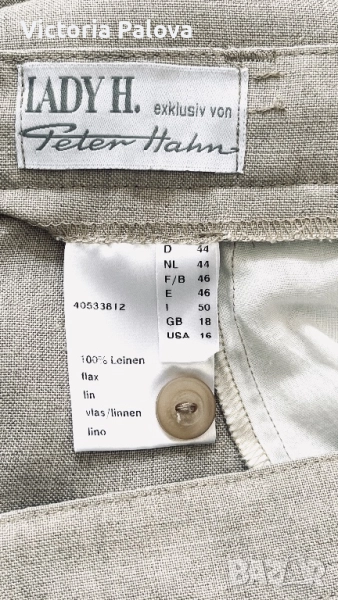 Victoria Palova
LADY H. exklusiv von
Peter Hahn
D 44
NL 44
F/B 46
E 46
I 50
GB 18
USA 16
40533812
100% Leinen
flax
lin
vlas/linnen
lino
BAZAR